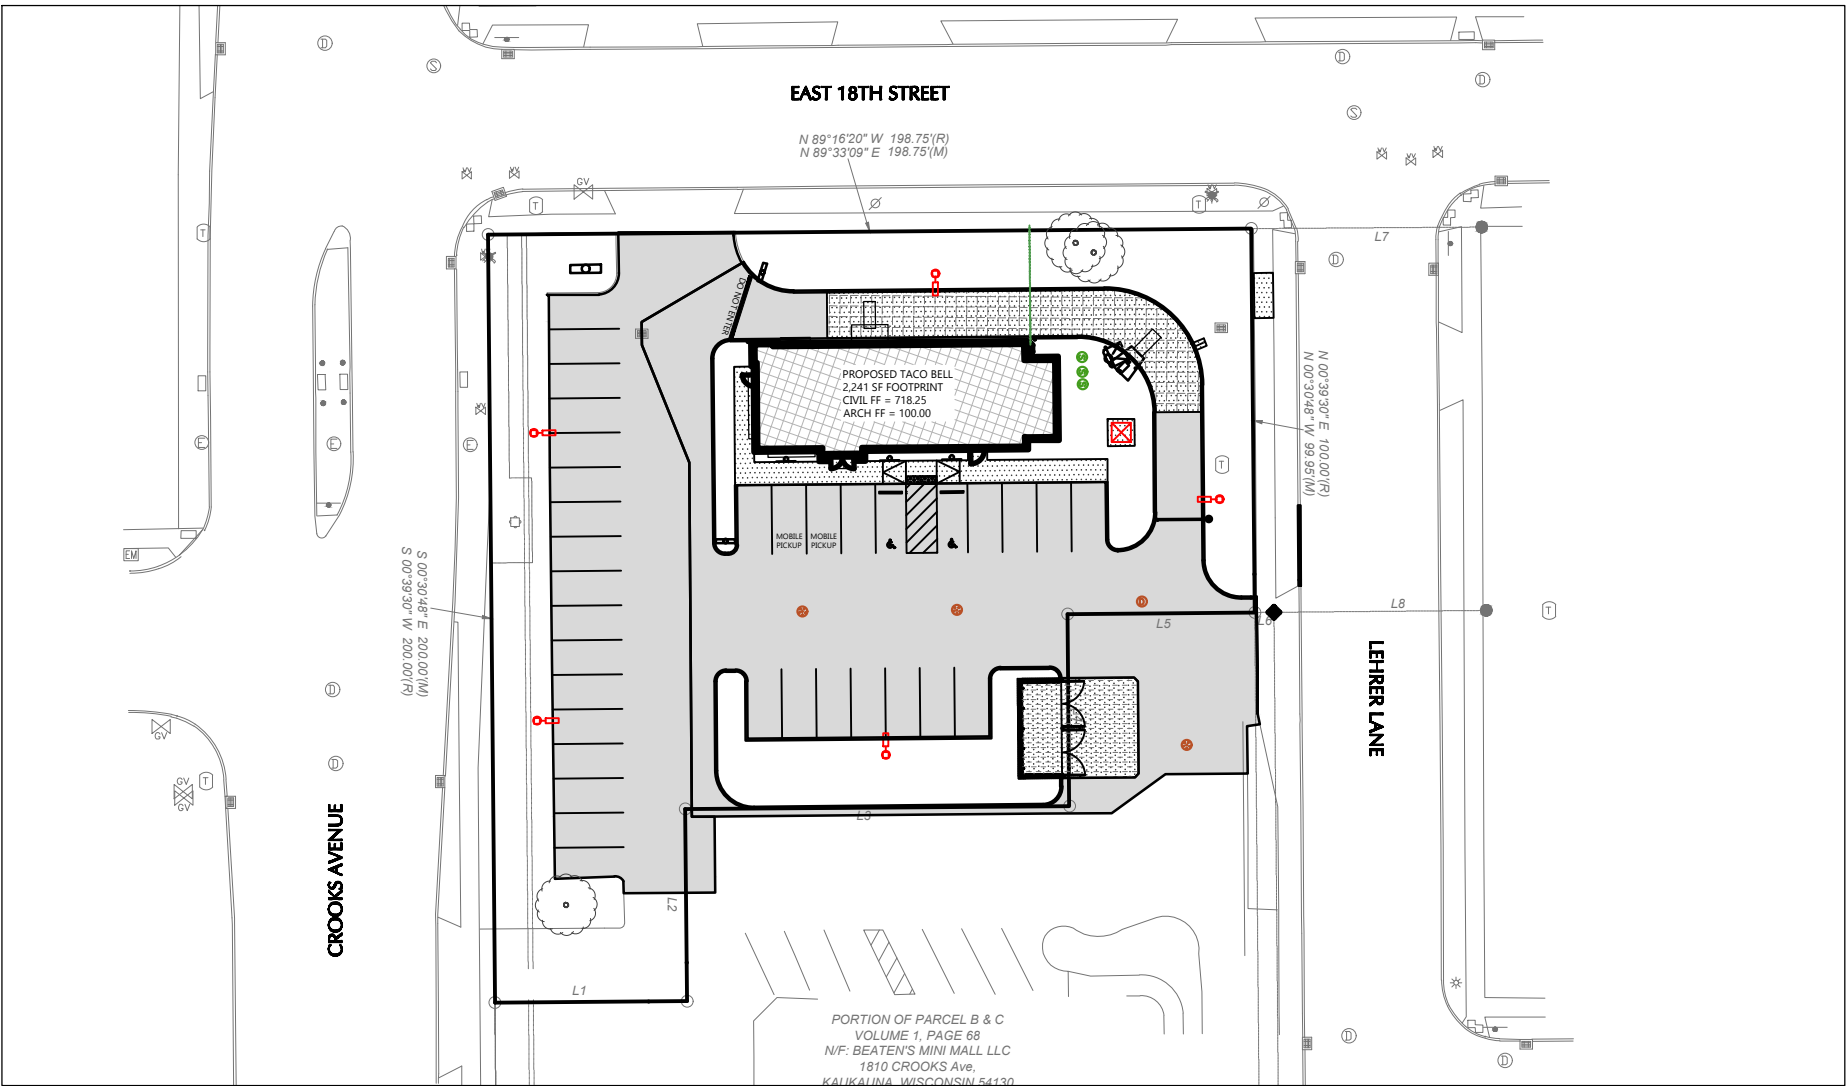 EAST 18TH STREET
N 89°16'20" W 198.75'(R)
N 89°33'09" E 198.75'(M)
D
S
D
D
S
GV
T
T
T
L7
D
DO NOT ENTER
PROPOSED TACO BELL
2,241 SF FOOTPRINT
CIVIL FF = 718.25
ARCH FF = 100.00
N 00°39'30" E 100.00'(R)
N 00°30'48" W 99.95'(M)
S
S
S
E
E
E
T
EM
MOBILE
PICKUP
MOBILE
PICKUP
S 00°30'48" E 200.00'(M)
S 00°39'30" W 200.00'(R)
D
L5
L6
L8
T
LEHRER LANE
D
GV
D
GV
T
GV
L3
CROOKS AVENUE
L2
L1
PORTION OF PARCEL B & C
VOLUME 1, PAGE 68
N/F: BEATEN'S MINI MALL LLC
1810 CROOKS Ave,
KAUKAUNA, WISCONSIN 54130
D
D